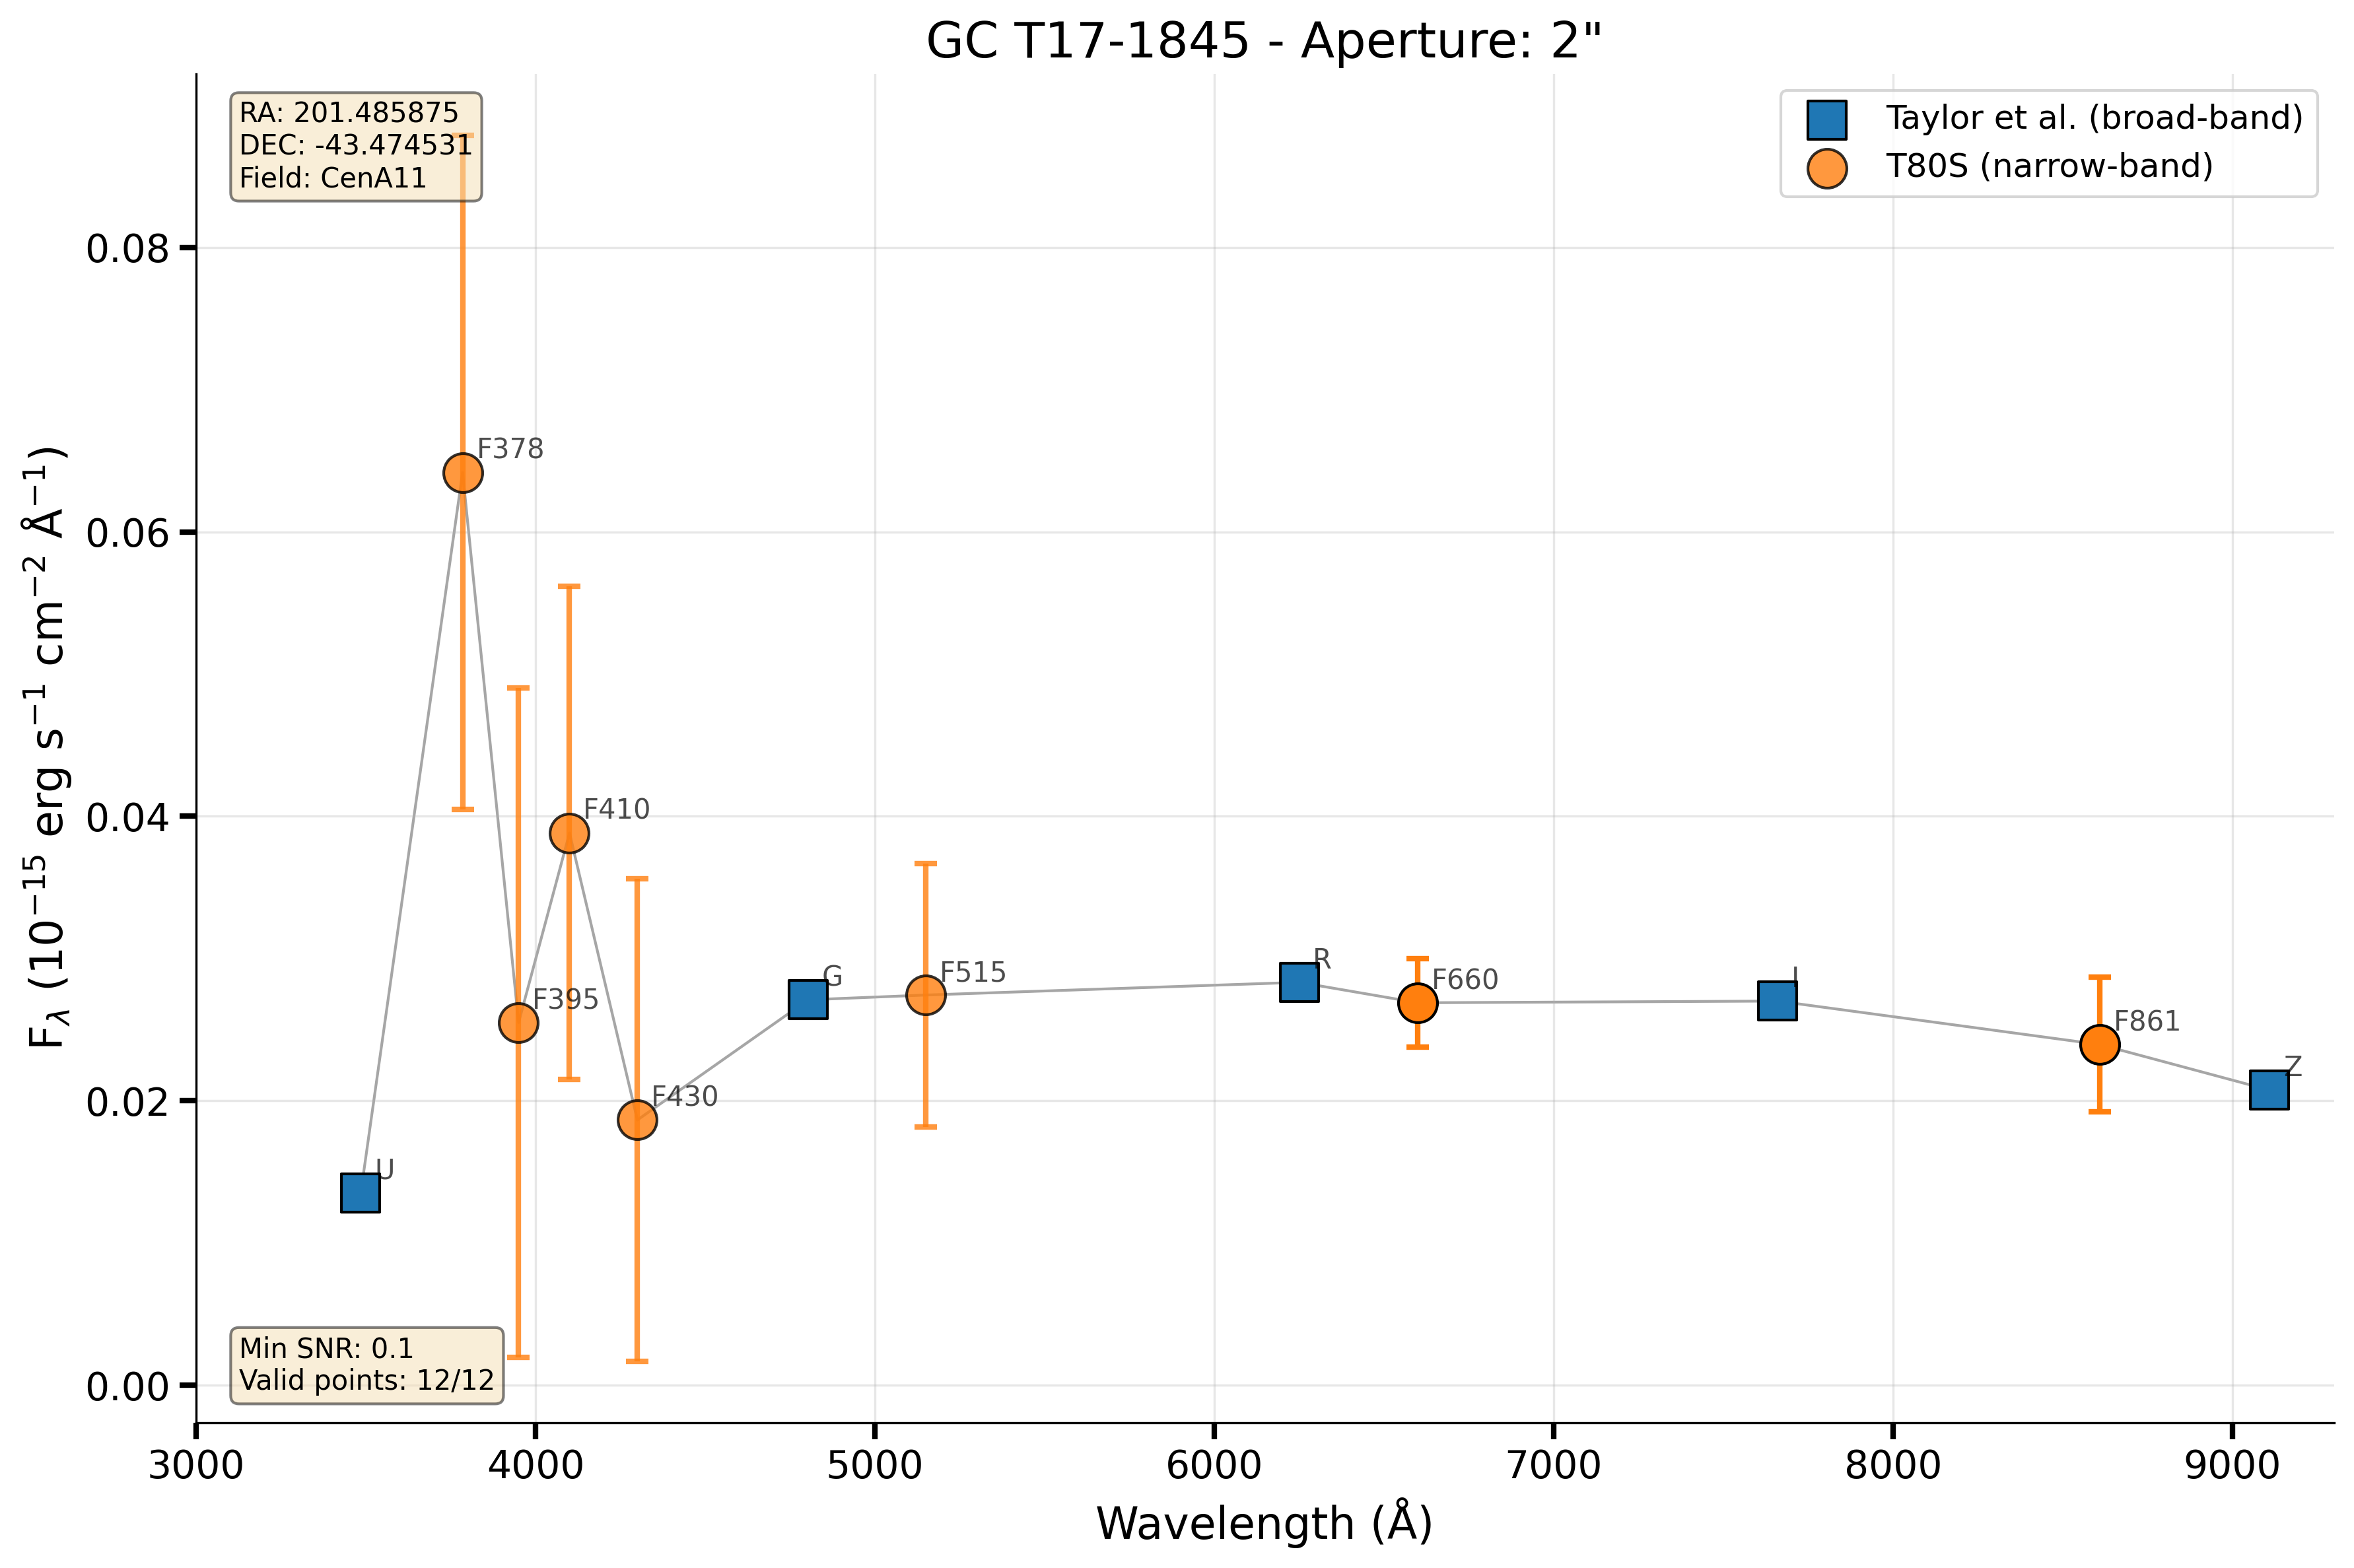 GC T17-1845 - Aperture: 2"
RA: 201.485875
DEC: -43.474531
Field: CenA11
Taylor et al. (broad-band)
T80S (narrow-band)
F378
F410
F395
F430
U
G
F515
R
F660
I
F861
Z
Min SNR: 0.1
Valid points: 12/12
0.08
0.06
0.04
0.02
0.00
3000 4000 5000 6000 7000 8000 9000
Wavelength (Å)
F$_{λ}$ (10$^{−15}$ erg s$^{−1}$ cm$^{−2}$ Å$^{−1}$)